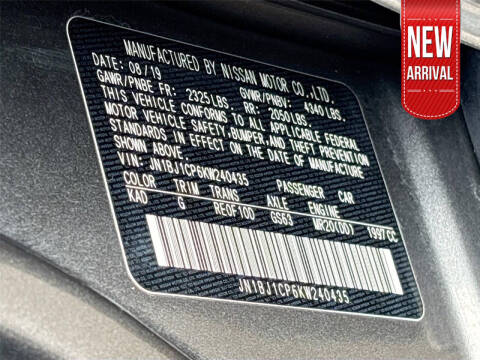 NEW
ARRIVAL
MANUFACTURED BY NISSAN MOTOR CO.,LTD.
DATE: 08/19
GAWR/PNBE FR: 2325LBS GVWR/PNBV: 4340LBS.
RR: 2050LBS
THIS VEHICLE CONFORMS TO ALL APPLICABLE FEDERAL
MOTOR VEHICLE SAFETY,BUMPER,AND THEFT PREVENTION
STANDARDS IN EFFECT ON THE DATE OF MANUFACTURE
SHOWN ABOVE.
VIN: JN1BJ1CP6KW240435 PASSENGER CAR
COLOR TRIM TRANS AXLE ENGINE
KAD G RE0F10D GS63 MR20(DD) 1997CC
JN1BJ1CP6KW240435